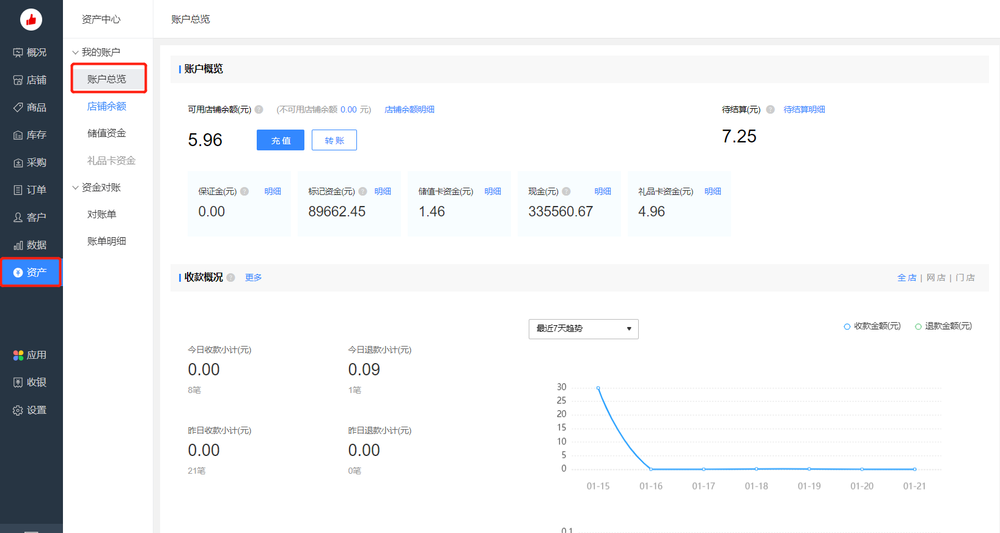 资产中心
账户总览
概况
店铺
商品
库存
采购
订单
客户
数据
¥ 资产
应用
收银
设置
我的账户
账户总览
店铺余额
储值资金
礼品卡资金
资金对账
对账单
账单明细
账户概览
可用店铺余额(元) ? (不可用店铺余额 0.00 元) 店铺余额明细
5.96 充值 转账
待结算(元) ? 待结算明细
7.25
保证金(元) ? 明细
0.00
标记资金(元) ? 明细
89662.45
储值卡资金(元) 明细
1.46
现金(元) ? 明细
335560.67
礼品卡资金(元) 明细
4.96
收款概况 ? 更多
全店 | 网店 | 门店
今日收款小计(元)
0.00
8笔
今日退款小计(元)
0.09
1笔
昨日收款小计(元)
0.00
21笔
昨日退款小计(元)
0.00
0笔
最近7天趋势
收款金额(元) 退款金额(元)
30
25
20
15
10
5
0
01-15 01-16 01-17 01-18 01-19 01-20 01-21
0.1